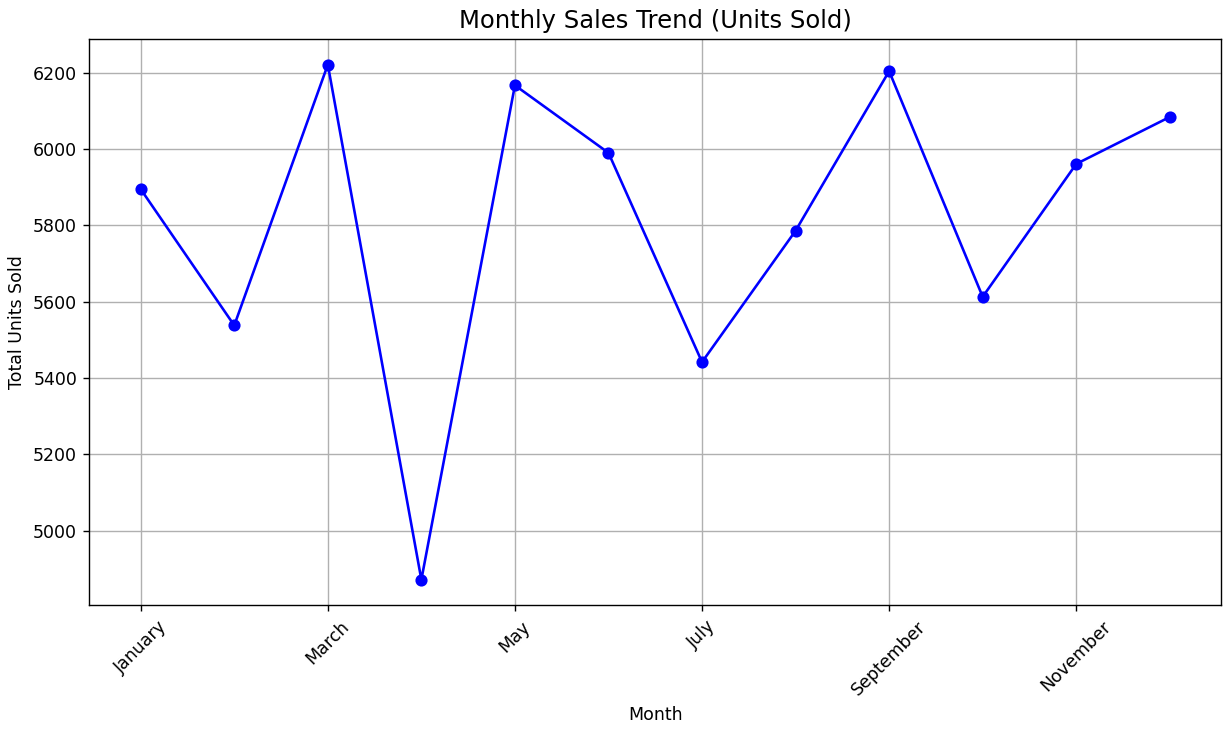 Monthly Sales Trend (Units Sold)
Total Units Sold
6200
6000
5800
5600
5400
5200
5000
January
March
May
July
September
November
Month